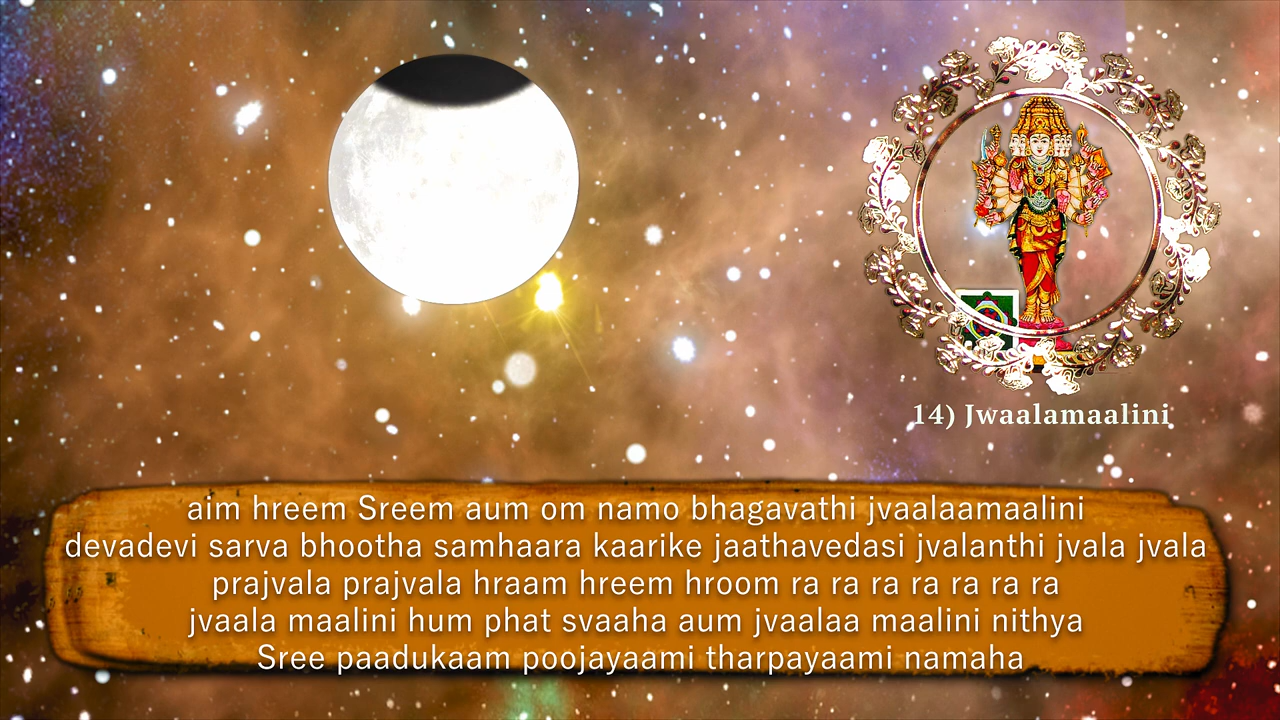 14) Jwaalamaalini
aim hreem Sreem aum om namo bhagavathi jvaalaamaalini
devadevi sarva bhootha samhaara kaarike jaathavedasi jvalanthi jvala jvala
prajvala prajvala hraam hreem hroom ra ra ra ra ra ra ra
jvaala maalini hum phat svaaha aum jvaalaa maalini nithya
Sree paadukaam poojayaami tharpayaami namaha